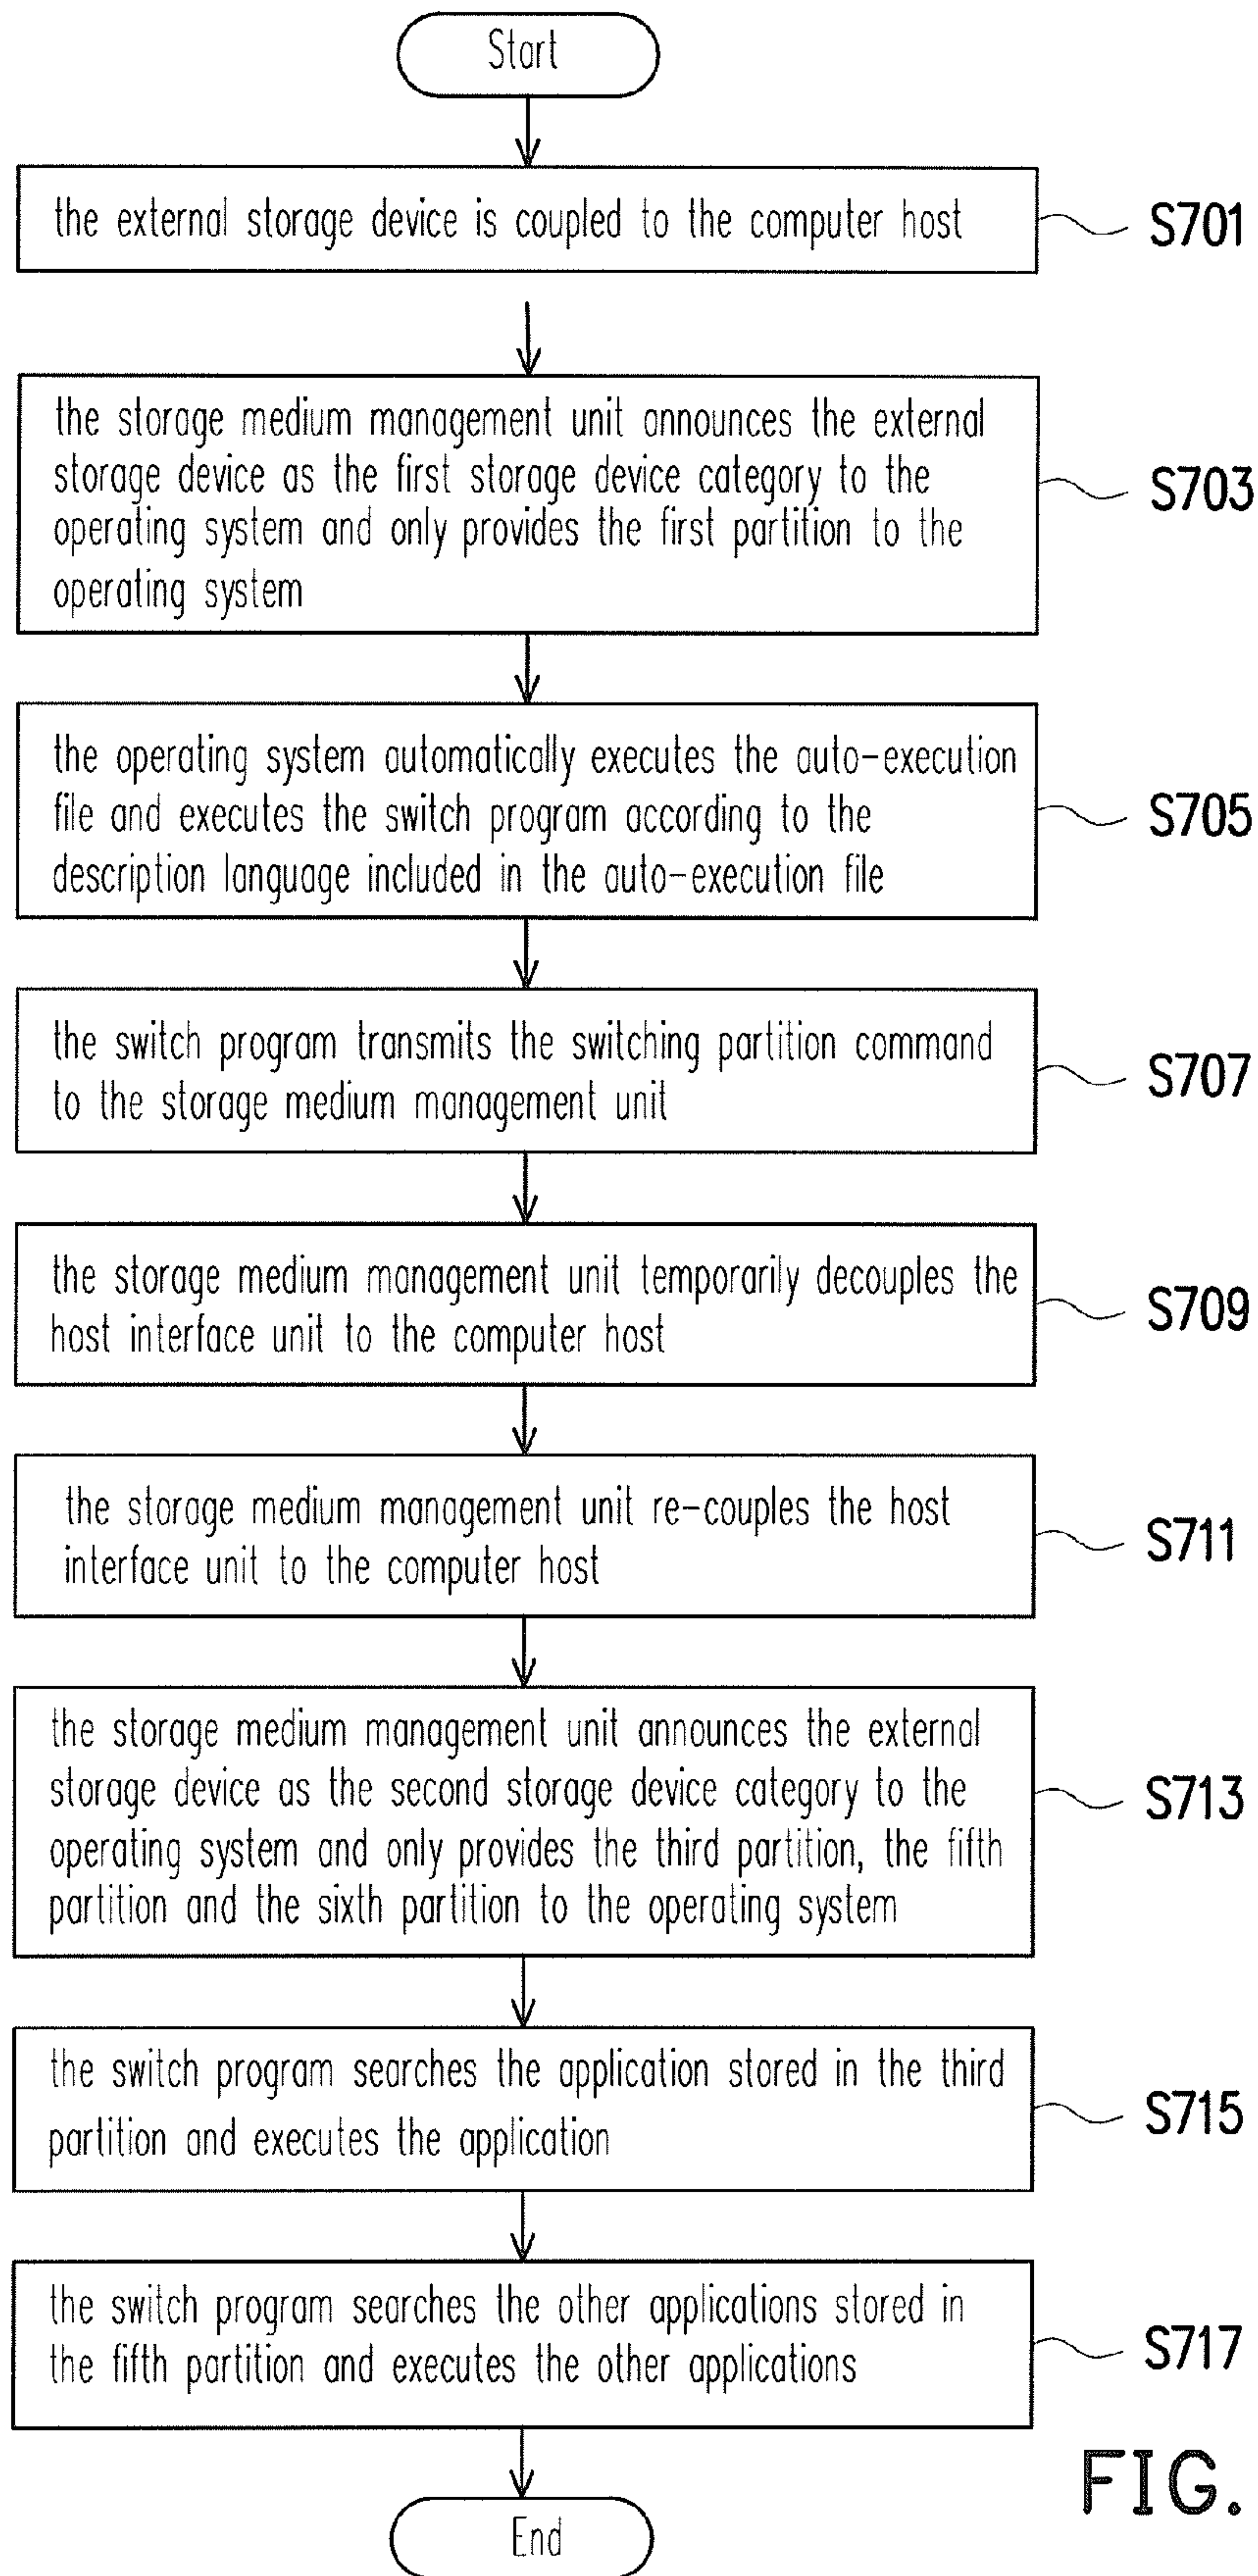 Start
the external storage device is coupled to the computer host
S701
the storage medium management unit announces the external
storage device as the first storage device category to the
operating system and only provides the first partition to the
operating system
S703
the operating system automatically executes the auto-execution
file and executes the switch program according to the
description language included in the auto-execution file
S705
the switch program transmits the switching partition command
to the storage medium management unit
S707
the storage medium management unit temporarily decouples the
host interface unit to the computer host
S709
the storage medium management unit re-couples the host
interface unit to the computer host
S711
the storage medium management unit announces the external
storage device as the second storage device category to the
operating system and only provides the third partition, the fifth
partition and the sixth partition to the operating system
S713
the switch program searches the application stored in the third
partition and executes the application
S715
the switch program searches the other applications stored in
the fifth partition and executes the other applications
S717
End
FIG.